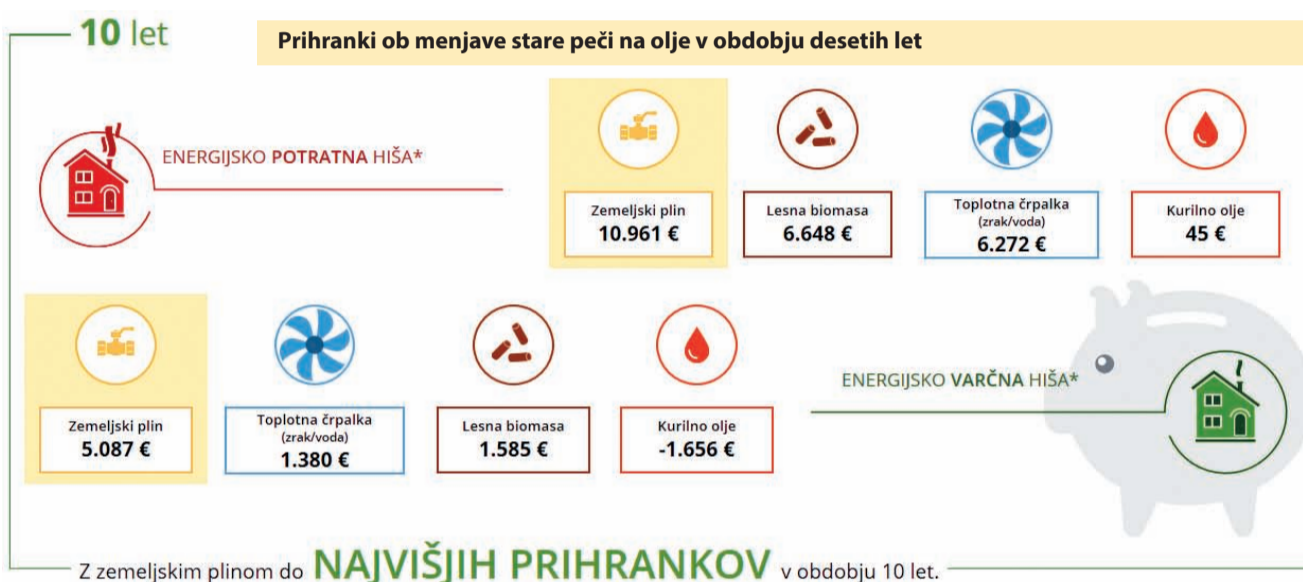 10 let
Prihranki ob menjave stare peči na olje v obdobju desetih let
ENERGIJSKO POTRATNA HIŠA*
Zemeljski plin
10.961 €
Lesna biomasa
6.648 €
Toplotna črpalka
(zrak/voda)
6.272 €
Kurilno olje
45 €
Zemeljski plin
5.087 €
Toplotna črpalka
(zrak/voda)
1.380 €
Lesna biomasa
1.585 €
Kurilno olje
-1.656 €
ENERGIJSKO VARČNA HIŠA*
Z zemeljskim plinom do NAJVIŠJIH PRIHRANKOV v obdobju 10 let.